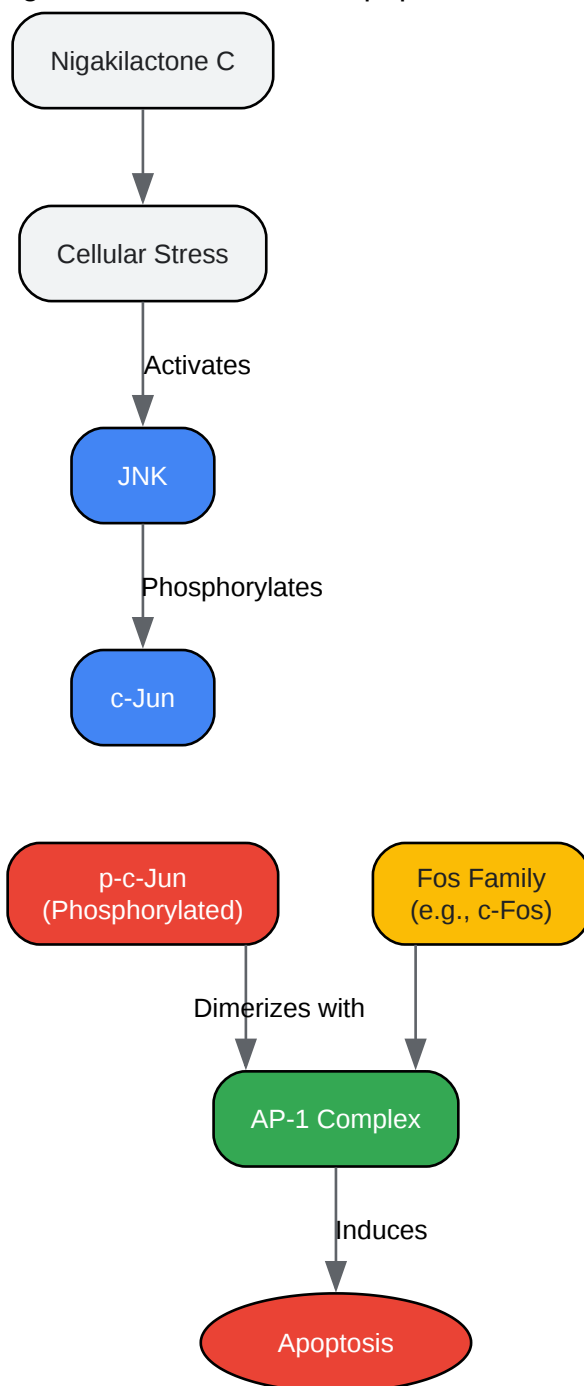 Nigakilactone C
Cellular Stress
Activates
JNK
Phosphorylates
c-Jun
p-c-Jun
(Phosphorylated)
Fos Family
(e.g., c-Fos)
Dimerizes with
AP-1 Complex
Induces
Apoptosis